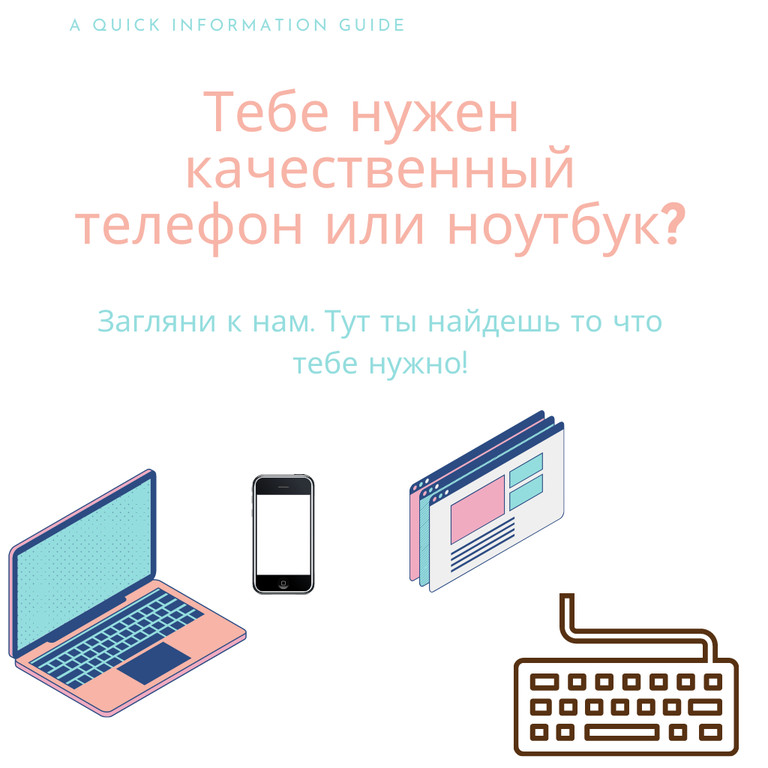 A QUICK INFORMATION GUIDE
Тебе нужен
качественный
телефон или ноутбук?
Загляни к нам. Тут ты найдешь то что
тебе нужно!